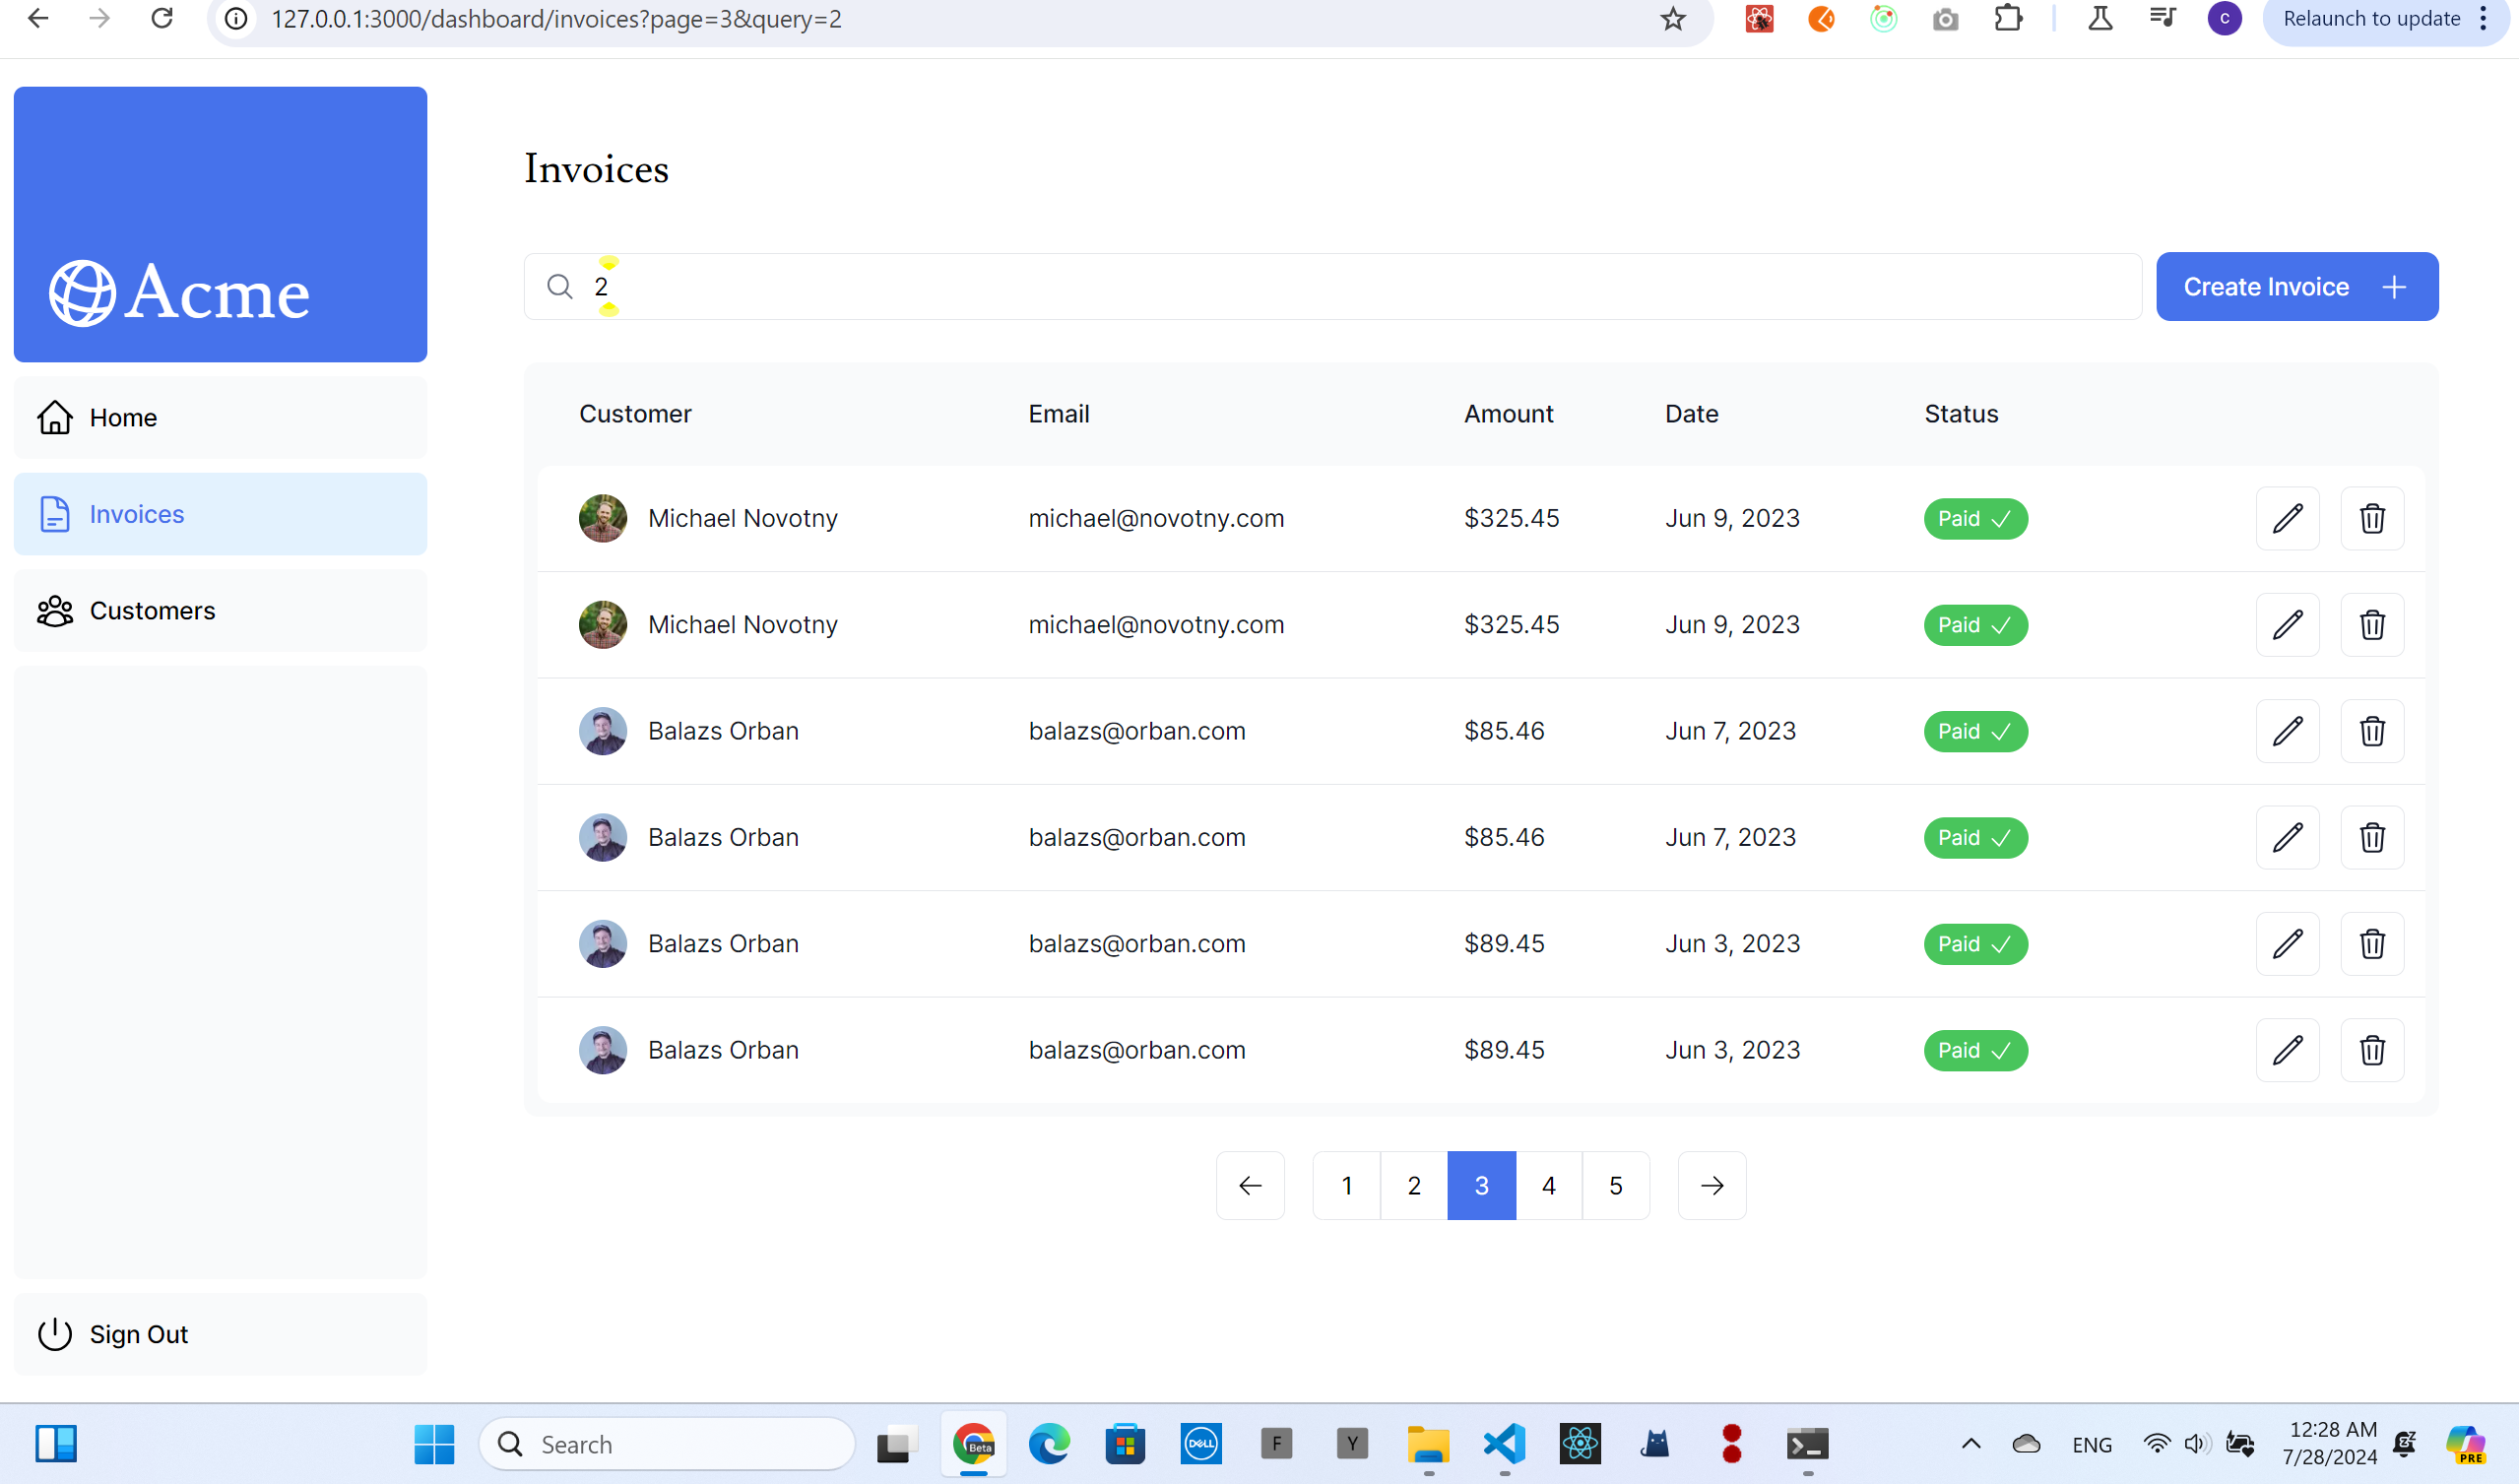 127.0.0.1:3000/dashboard/invoices?page=3&query=2
C
Relaunch to update
Acme
Home
Invoices
Customers
Sign Out
Invoices
2
Create Invoice
Customer Email Amount Date Status
Michael Novotny michael@novotny.com $325.45 Jun 9, 2023 Paid
Michael Novotny michael@novotny.com $325.45 Jun 9, 2023 Paid
Balazs Orban balazs@orban.com $85.46 Jun 7, 2023 Paid
Balazs Orban balazs@orban.com $85.46 Jun 7, 2023 Paid
Balazs Orban balazs@orban.com $89.45 Jun 3, 2023 Paid
Balazs Orban balazs@orban.com $89.45 Jun 3, 2023 Paid
1 2 3 4 5
Search
Beta
DELL
F
Y
ENG
12:28 AM
7/28/2024
PRE